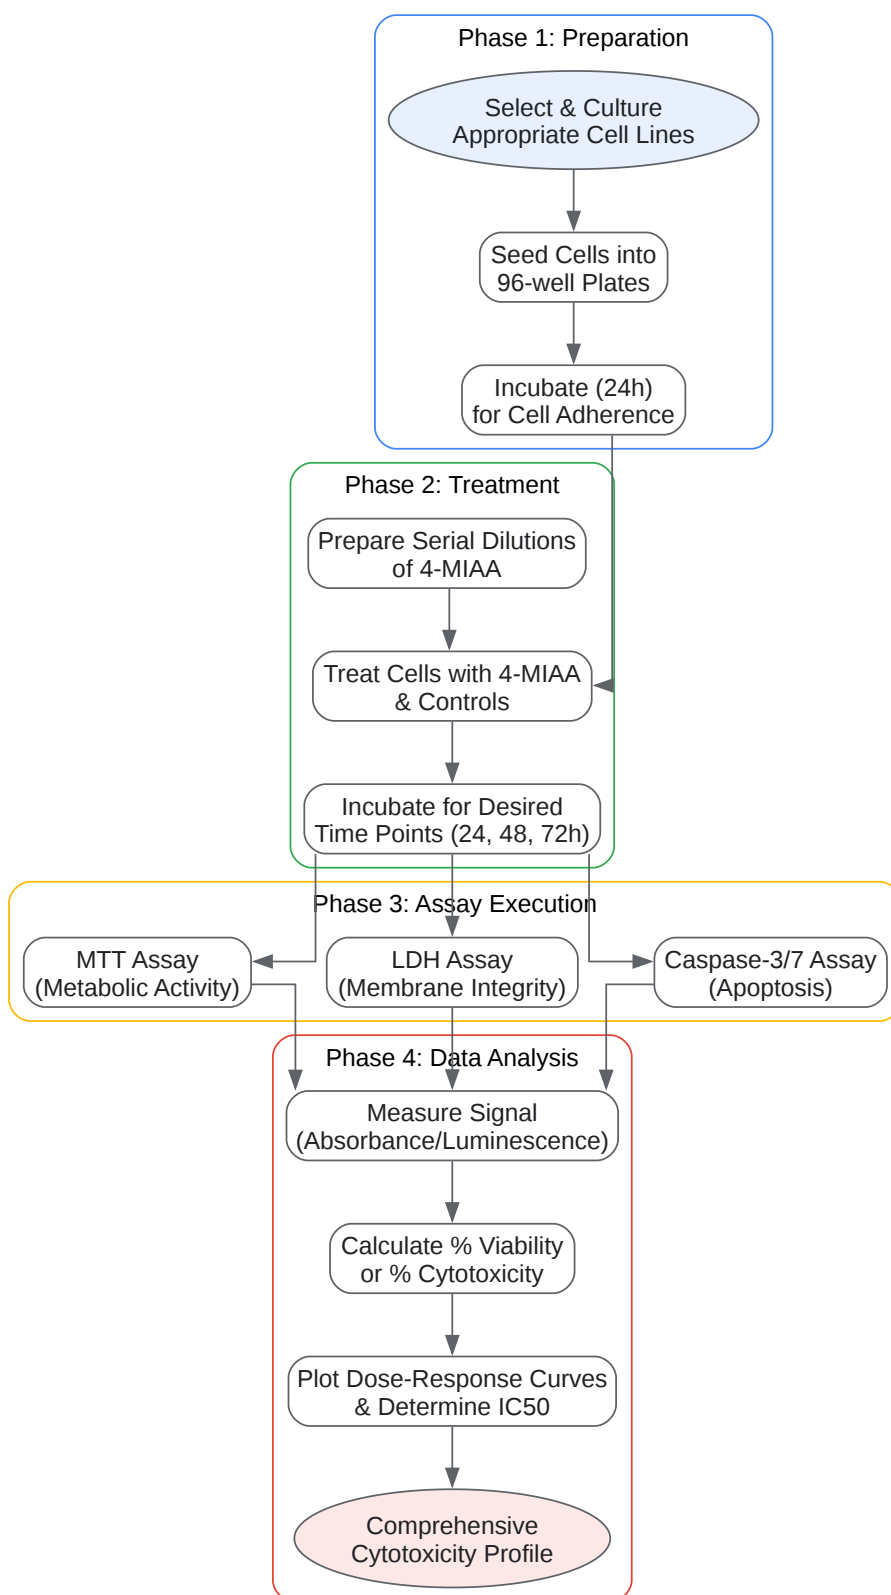 Phase 1: Preparation
Select & Culture
Appropriate Cell Lines
Seed Cells into
96-well Plates
Incubate (24h)
for Cell Adherence
Phase 2: Treatment
Prepare Serial Dilutions
of 4-MIAA
Treat Cells with 4-MIAA
& Controls
Incubate for Desired
Time Points (24, 48, 72h)
Phase 3: Assay Execution
MTT Assay
(Metabolic Activity)
LDH Assay
(Membrane Integrity)
Caspase-3/7 Assay
(Apoptosis)
Phase 4: Data Analysis
Measure Signal
(Absorbance/Luminescence)
Calculate % Viability
or % Cytotoxicity
Plot Dose-Response Curves
& Determine IC50
Comprehensive
Cytotoxicity Profile